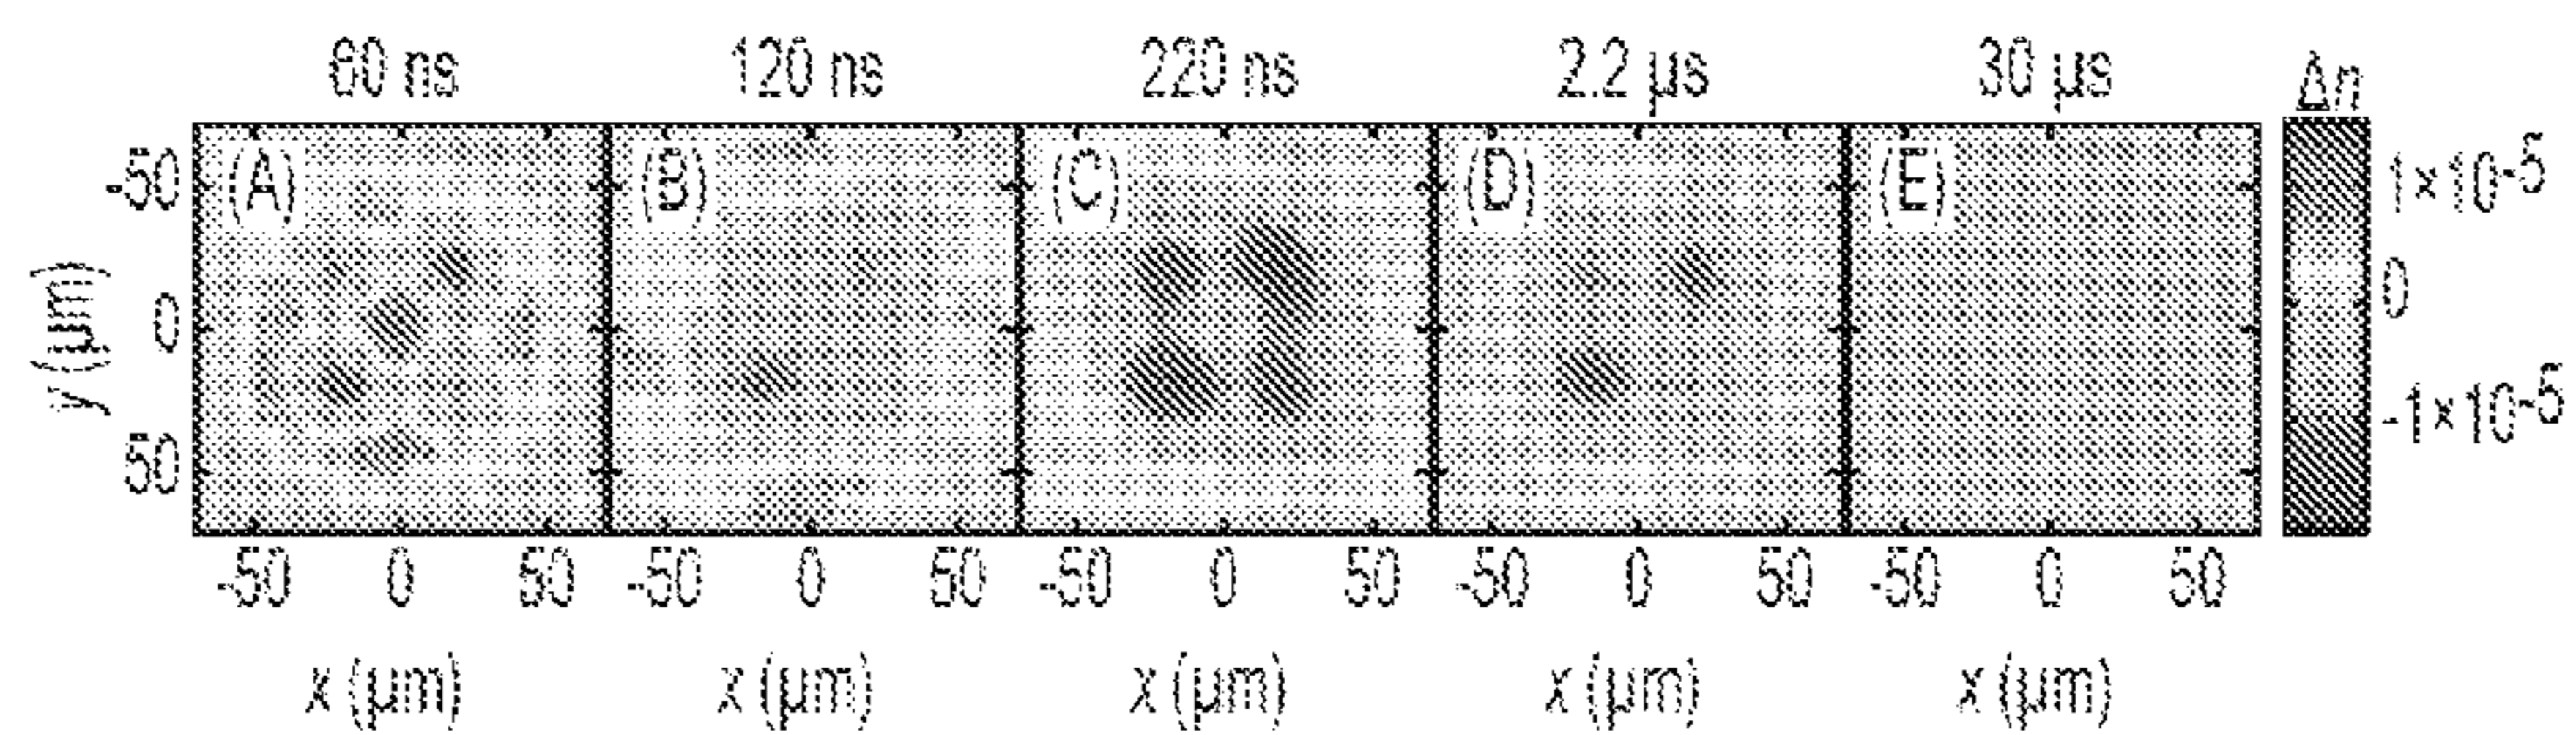 60 ns 120 ns 220 ns 2.2 µs 30 µs Δn
(A) (B) (C) (D) (E)
-50 0 50
y (µm)
1×10-5
0
-1×10-5
-50 0 50 -50 0 50 -50 0 50 -50 0 50 -50 0 50
x (µm) x (µm) x (µm) x (µm) x (µm)